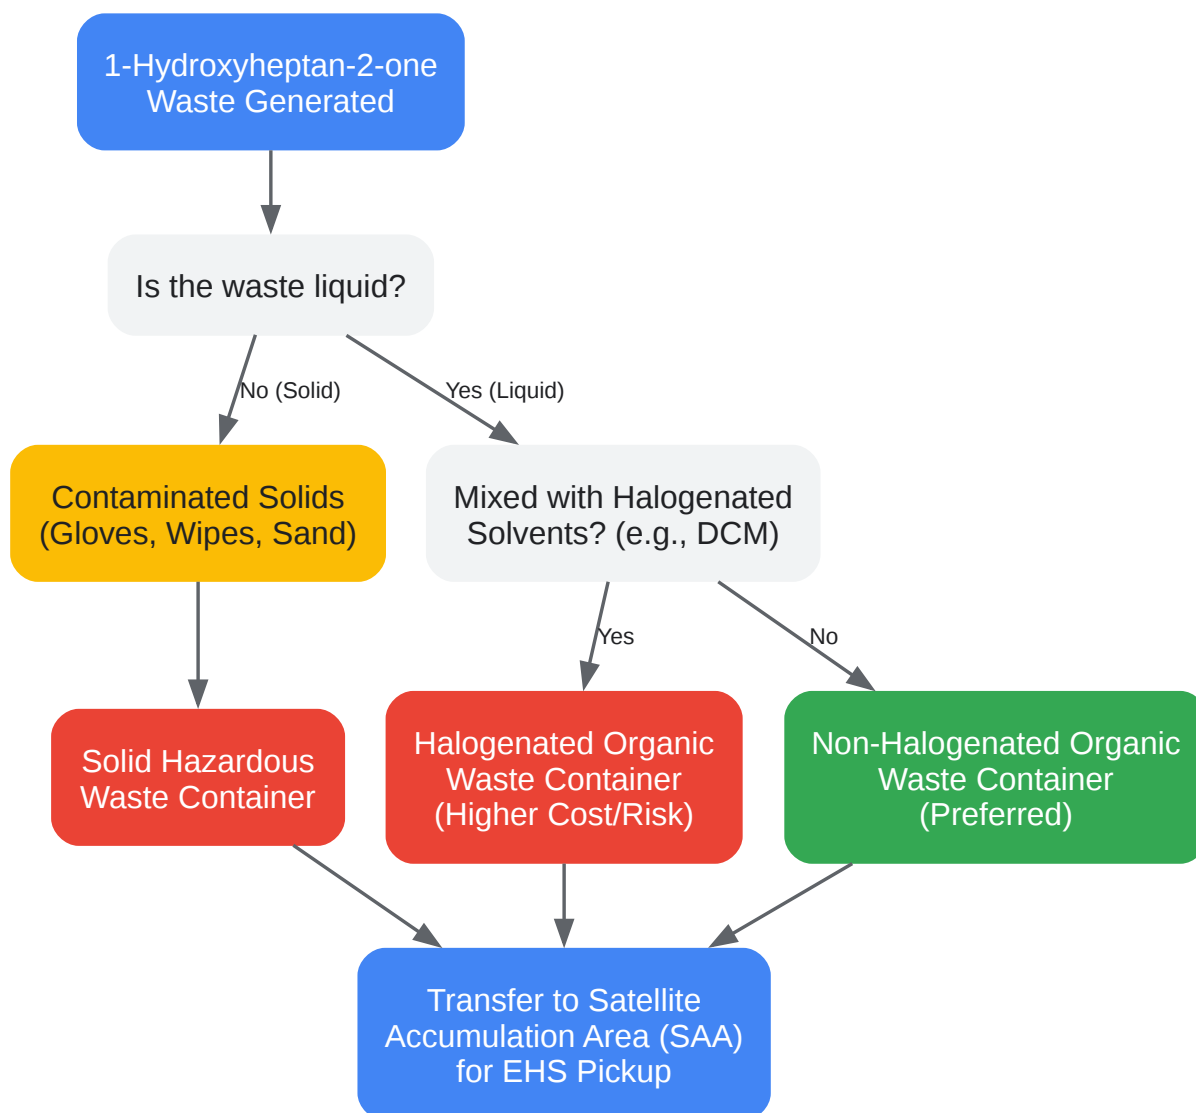 1-Hydroxyheptan-2-one
Waste Generated
Is the waste liquid?
No (Solid)
Yes (Liquid)
Contaminated Solids
(Gloves, Wipes, Sand)
Mixed with Halogenated
Solvents? (e.g., DCM)
Yes
No
Solid Hazardous
Waste Container
Halogenated Organic
Waste Container
(Higher Cost/Risk)
Non-Halogenated Organic
Waste Container
(Preferred)
Transfer to Satellite
Accumulation Area (SAA)
for EHS Pickup